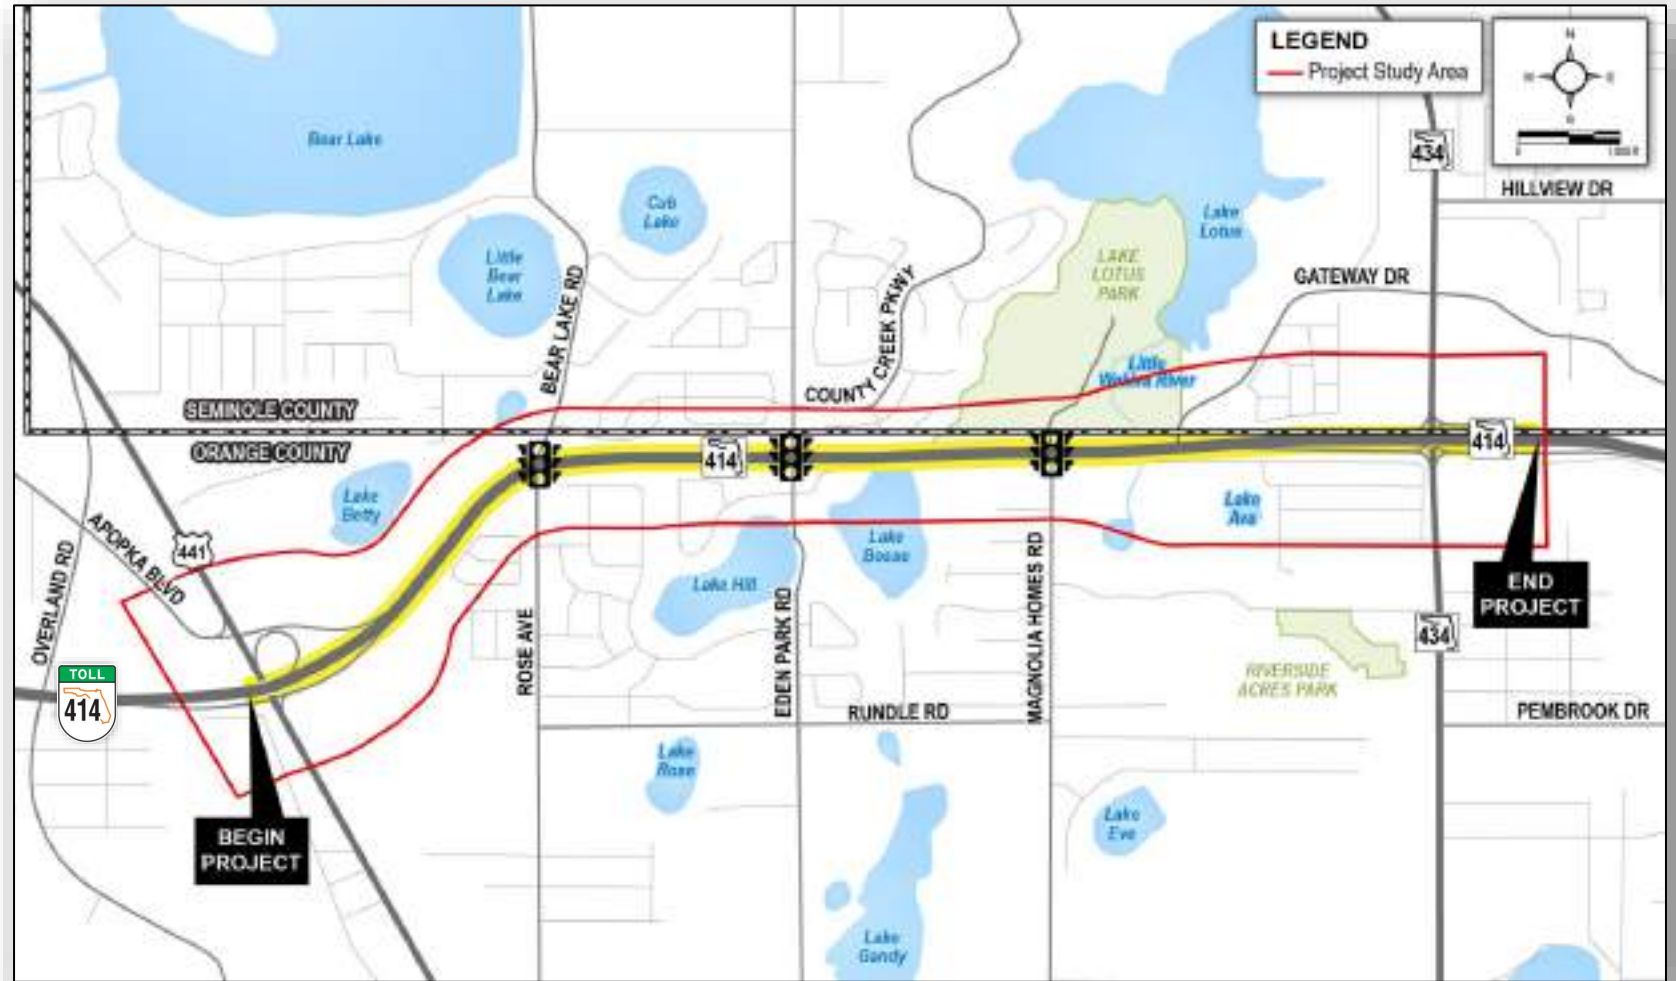 LEGEND
Project Study Area
N
0
Bear Lake
434
HILLVIEW DR
Cub
Lake
Lake
Lotus
Little
Bear
Lake
LAKE
LOTUS
PARK
GATEWAY DR
BEAR LAKE RD
COUNTY CREEK PKWY
Little
Wekiva River
SEMINOLE COUNTY
ORANGE COUNTY
414
414
Lake
Betty
Lake
Ava
441
APOPKA BLVD
OVERLAND RD
Lake
Bosse
Lake Hill
END
PROJECT
ROSE AVE
EDEN PARK RD
MAGNOLIA HOMES RD
434
RIVERSIDE
ACRES PARK
TOLL
414
RUNDLE RD
PEMBROOK DR
Lake
Rose
Lake
Eve
BEGIN
PROJECT
Lake
Gandy